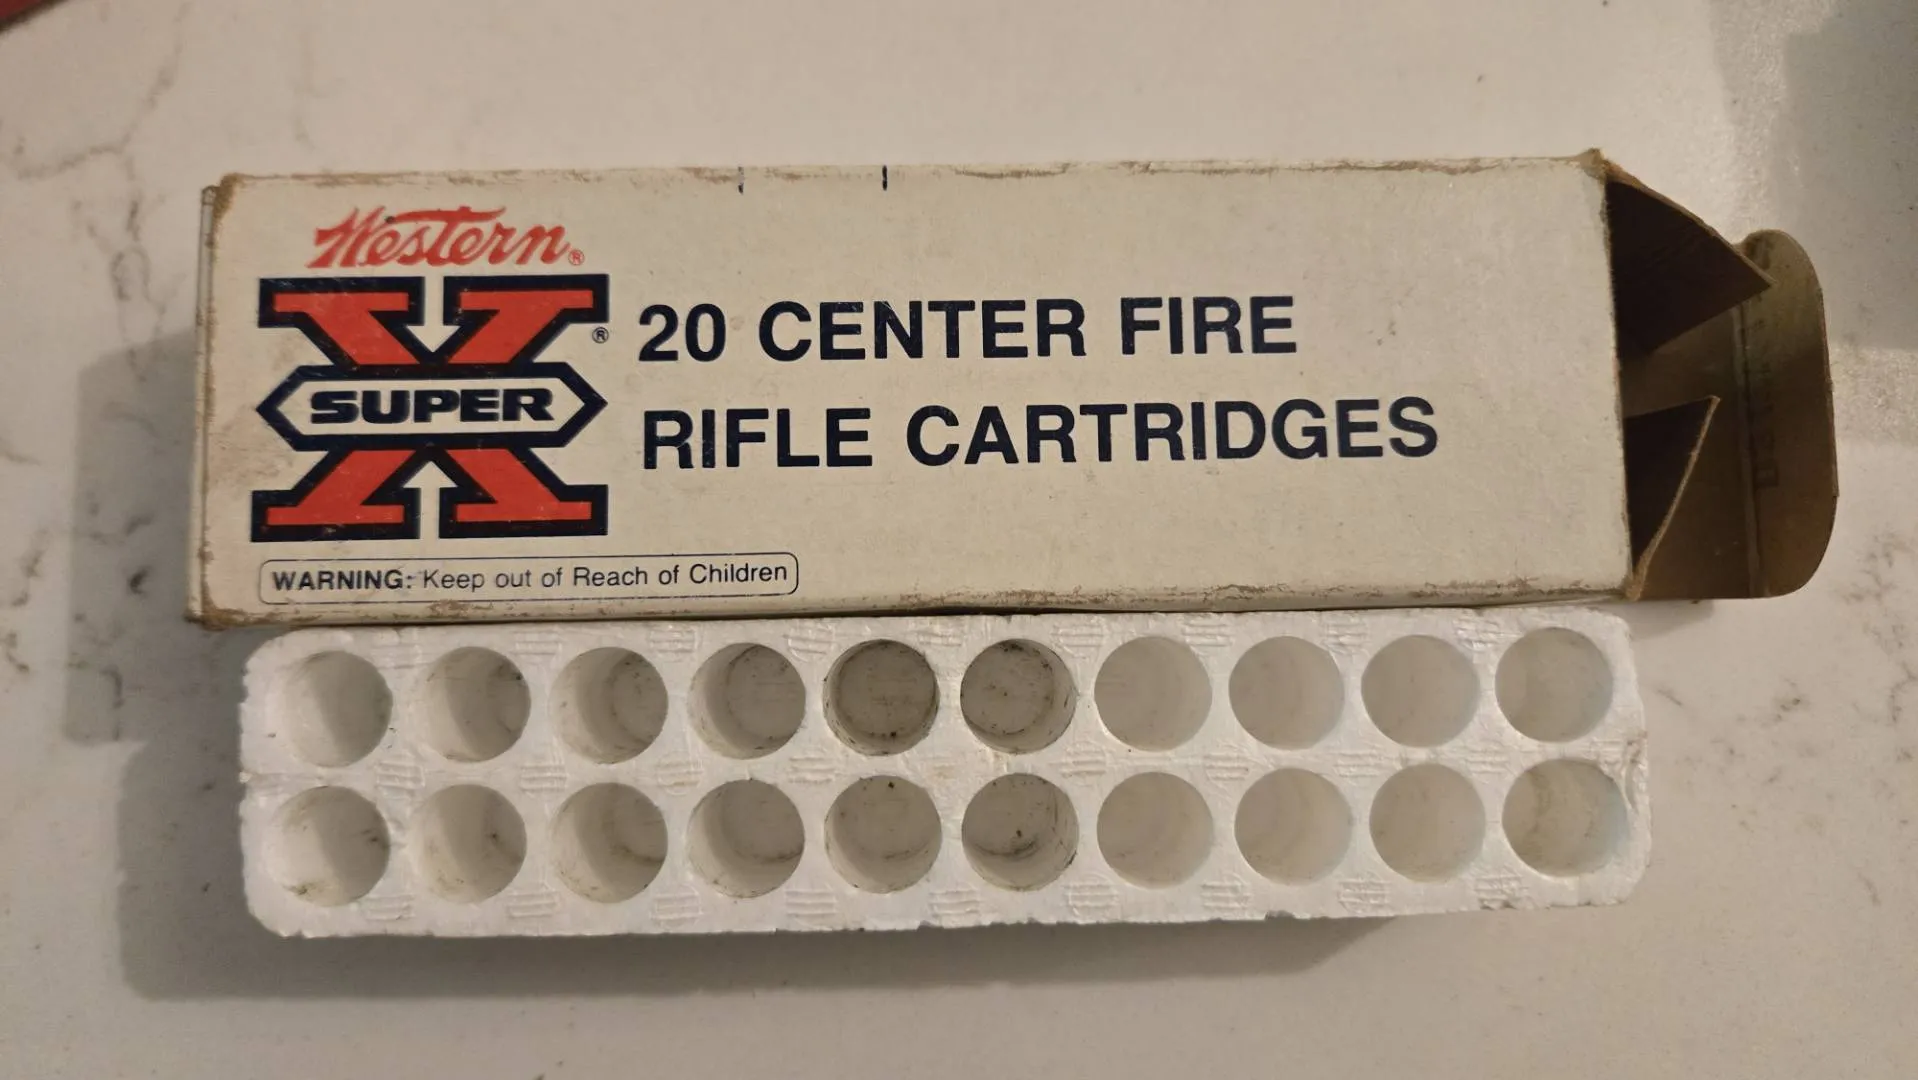 Western®
X®
SUPER
20 CENTER FIRE
RIFLE CARTRIDGES
WARNING: Keep out of Reach of Children